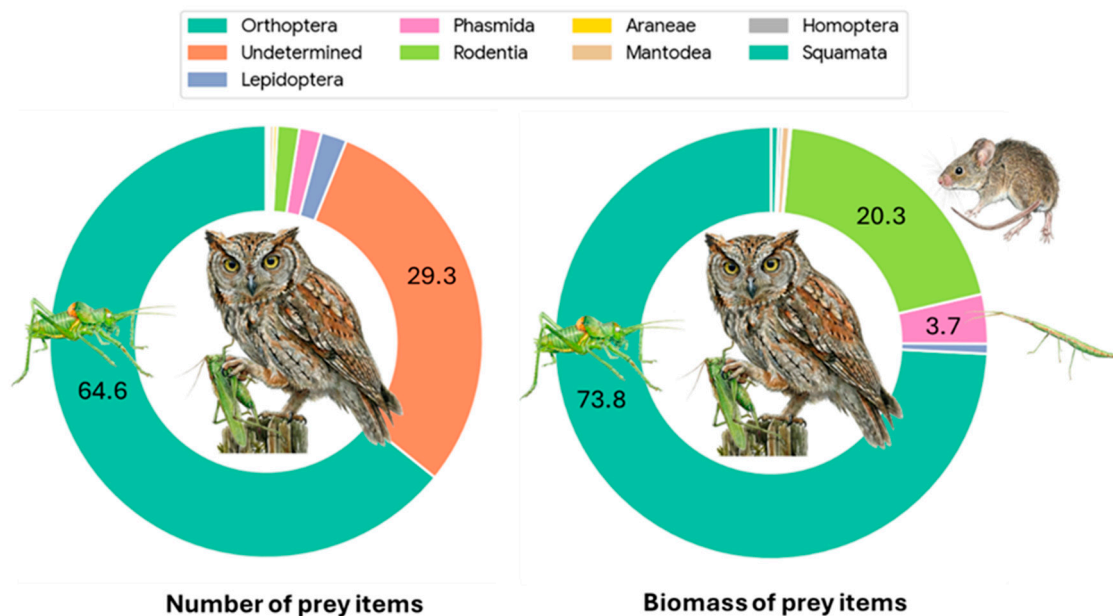 Orthoptera Phasmida Araneae Homoptera
Undetermined Rodentia Mantodea Squamata
Lepidoptera
29.3
64.6
20.3
3.7
73.8
Number of prey items
Biomass of prey items